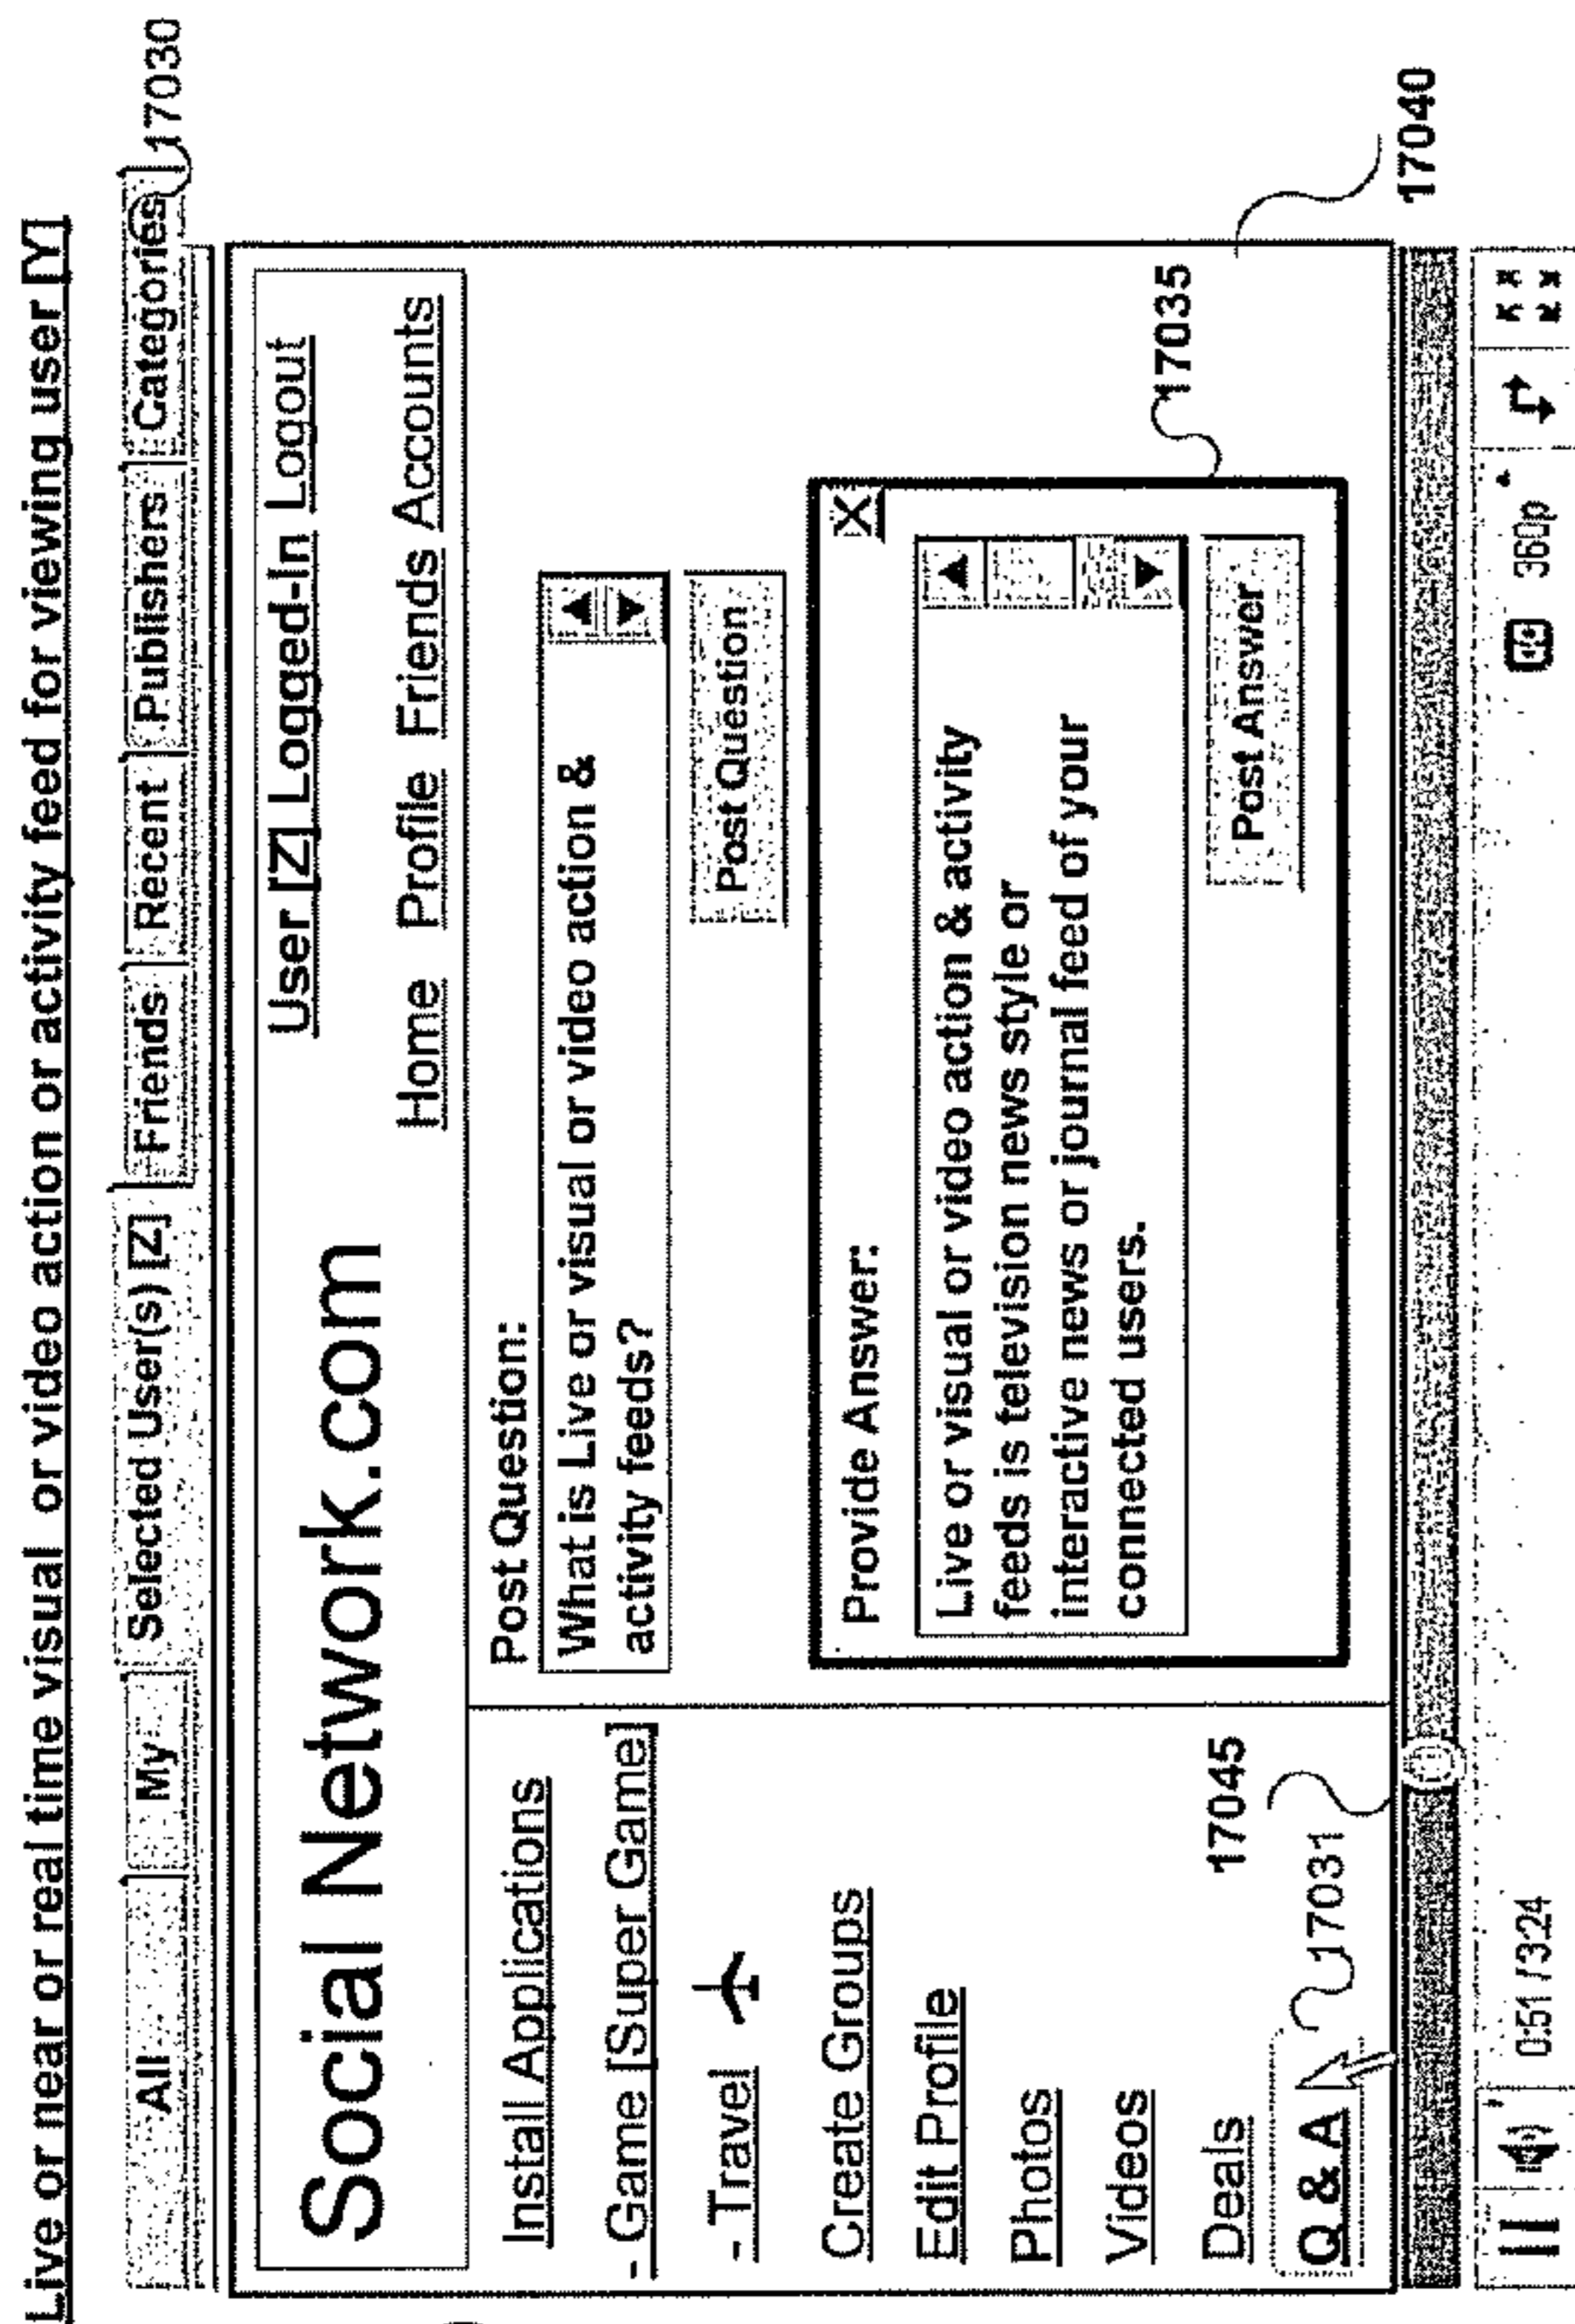 Live or near or real time visual or video action or activity feed for viewing user [Y]
All My Selected User(s) [Z] Friends Recent Publishers Categories 17030
Social Network.com
User [Z] Logged-In Logout
Home Profile Friends Accounts
Install Applications
- Game [Super Game]
- Travel
Create Groups
Edit Profile
Photos
Videos
Deals
Q & A
17031
17045
Post Question:
What is Live or visual or video action &
activity feeds?
Post Question
X
Provide Answer:
Live or visual or video action & activity
feeds is television news style or
interactive news or journal feed of your
connected users.
Post Answer
17035
17040
0:51 / 3:24
360p